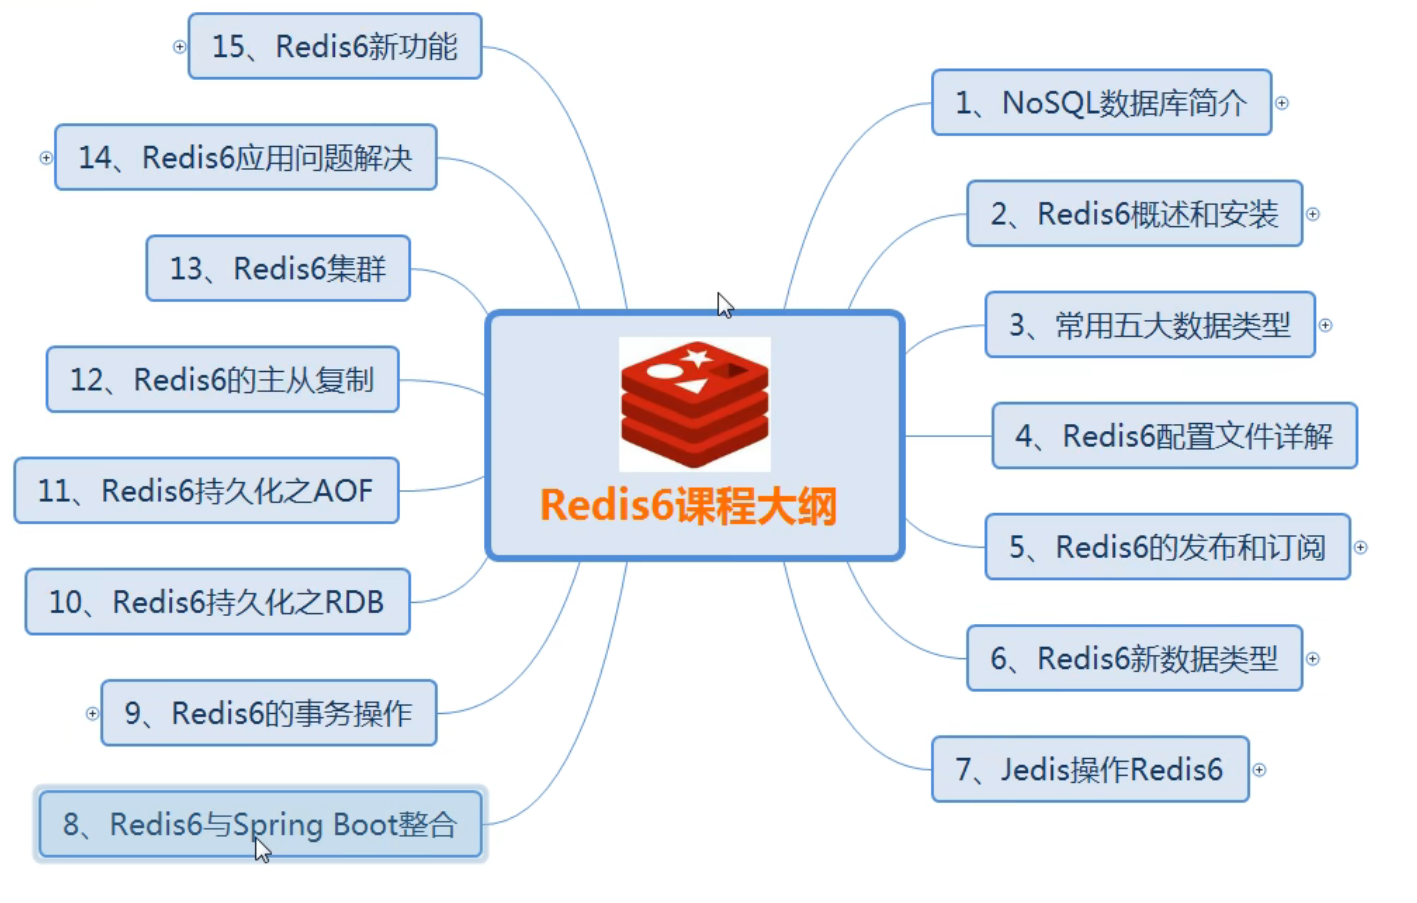 Redis6课程大纲
1、NoSQL数据库简介
2、Redis6概述和安装
3、常用五大数据类型
4、Redis6配置文件详解
5、Redis6的发布和订阅
6、Redis6新数据类型
7、Jedis操作Redis6
8、Redis6与Spring Boot整合
9、Redis6的事务操作
10、Redis6持久化之RDB
11、Redis6持久化之AOF
12、Redis6的主从复制
13、Redis6集群
14、Redis6应用问题解决
15、Redis6新功能